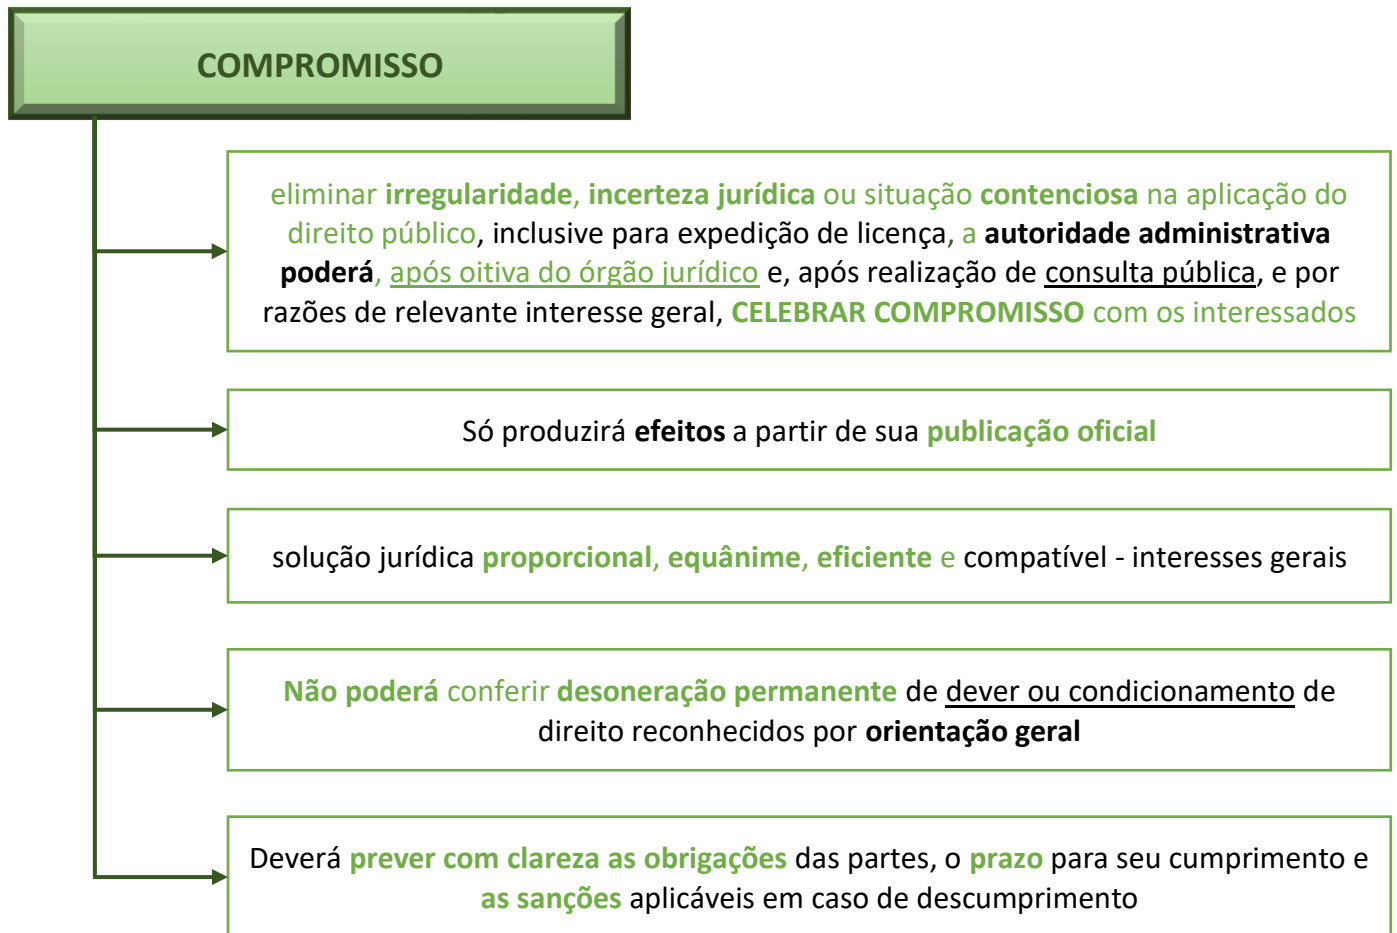 COMPROMISSO
eliminar irregularidade, incerteza jurídica ou situação contenciosa na aplicação do
direito público, inclusive para expedição de licença, a autoridade administrativa
poderá, após oitiva do órgão jurídico e, após realização de consulta pública, e por
razões de relevante interesse geral, CELEBRAR COMPROMISSO com os interessados
Só produzirá efeitos a partir de sua publicação oficial
solução jurídica proporcional, equânime, eficiente e compatível - interesses gerais
Não poderá conferir desoneração permanente de dever ou condicionamento de
direito reconhecidos por orientação geral
Deverá prever com clareza as obrigações das partes, o prazo para seu cumprimento e
as sanções aplicáveis em caso de descumprimento